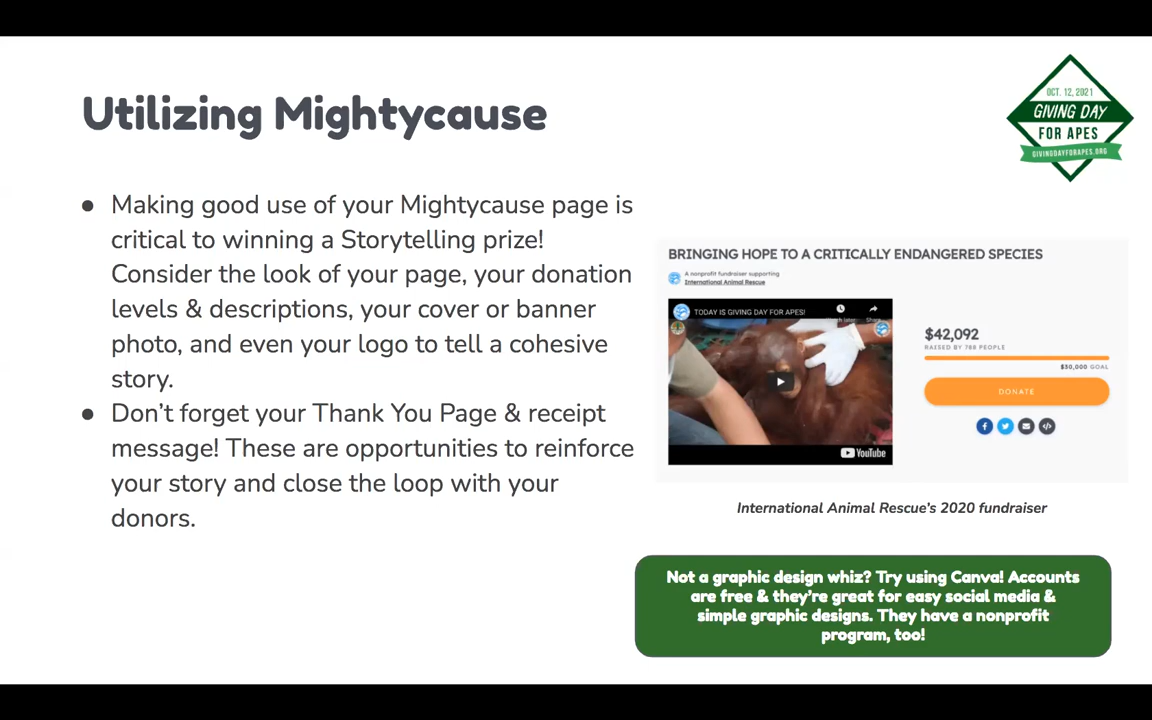 Utilizing Mightycause
OCT. 12, 2021
GIVING DAY
FOR APES
GIVINGDAYFORAPES.ORG
● Making good use of your Mightycause page is
critical to winning a Storytelling prize!
Consider the look of your page, your donation
levels & descriptions, your cover or banner
photo, and even your logo to tell a cohesive
story.
● Don't forget your Thank You Page & receipt
message! These are opportunities to reinforce
your story and close the loop with your
donors.
BRINGING HOPE TO A CRITICALLY ENDANGERED SPECIES
A nonprofit fundraiser supporting
International Animal Rescue
TODAY IS GIVING DAY FOR APES!
Share
YouTube
$42,092
RAISED BY 788 PEOPLE
$30,000 GOAL
DONATE
International Animal Rescue's 2020 fundraiser
Not a graphic design whiz? Try using Canva! Accounts
are free & they're great for easy social media &
simple graphic designs. They have a nonprofit
program, too!